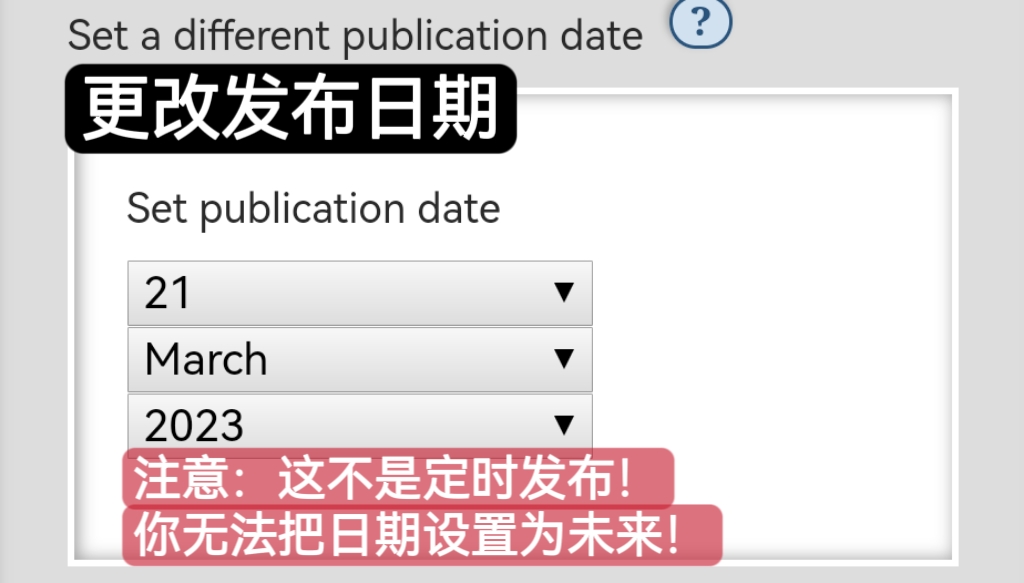 Set a different publication date ?
更改发布日期
Set publication date
21 ▼
March ▼
2023 ▼
注意：这不是定时发布！
你无法把日期设置为未来！